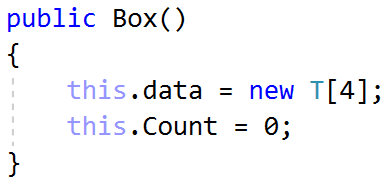 public Box()
{
    this.data = new T[4];
    this.Count = 0;
}